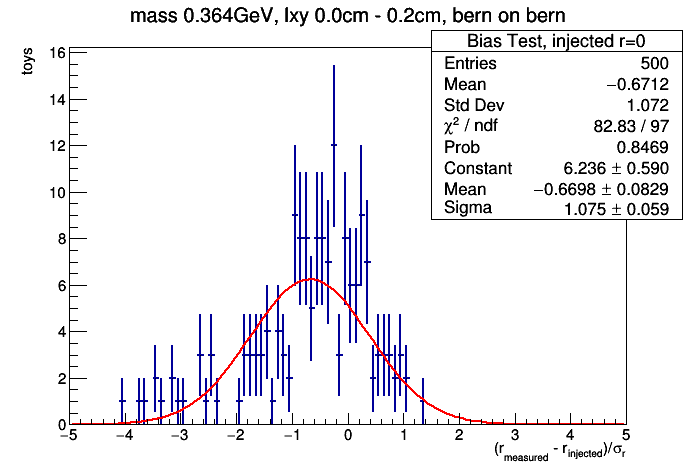 mass 0.364GeV, lxy 0.0cm - 0.2cm, bern on bern
Bias Test, injected r=0
Entries 500
Mean −0.6712
Std Dev 1.072
χ² / ndf 82.83 / 97
Prob 0.8469
Constant 6.236 ± 0.590
Mean −0.6698 ± 0.0829
Sigma 1.075 ± 0.059
toys
16
14
12
10
8
6
4
2
0
−5 −4 −3 −2 −1 0 1 2 3 4 5
(r_measured - r_injected)/σ_r